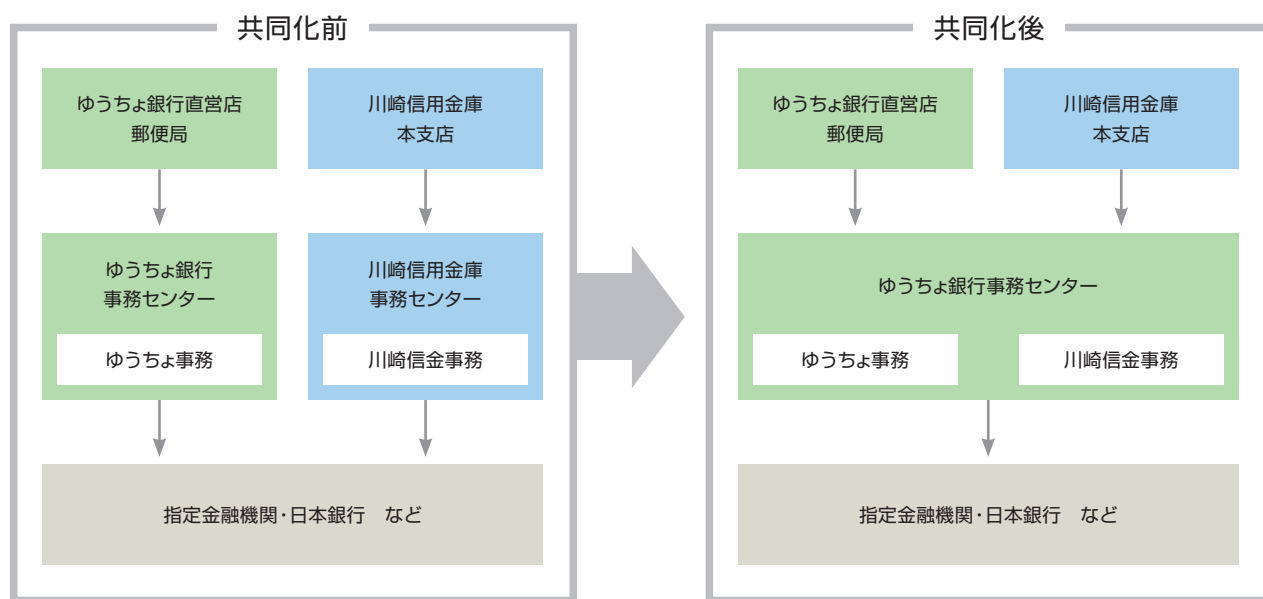 共同化前
ゆうちょ銀行直営店
郵便局
川崎信用金庫
本支店
ゆうちょ銀行
事務センター
ゆうちょ事務
川崎信用金庫
事務センター
川崎信金事務
指定金融機関・日本銀行　など
共同化後
ゆうちょ銀行直営店
郵便局
川崎信用金庫
本支店
ゆうちょ銀行事務センター
ゆうちょ事務
川崎信金事務
指定金融機関・日本銀行　など